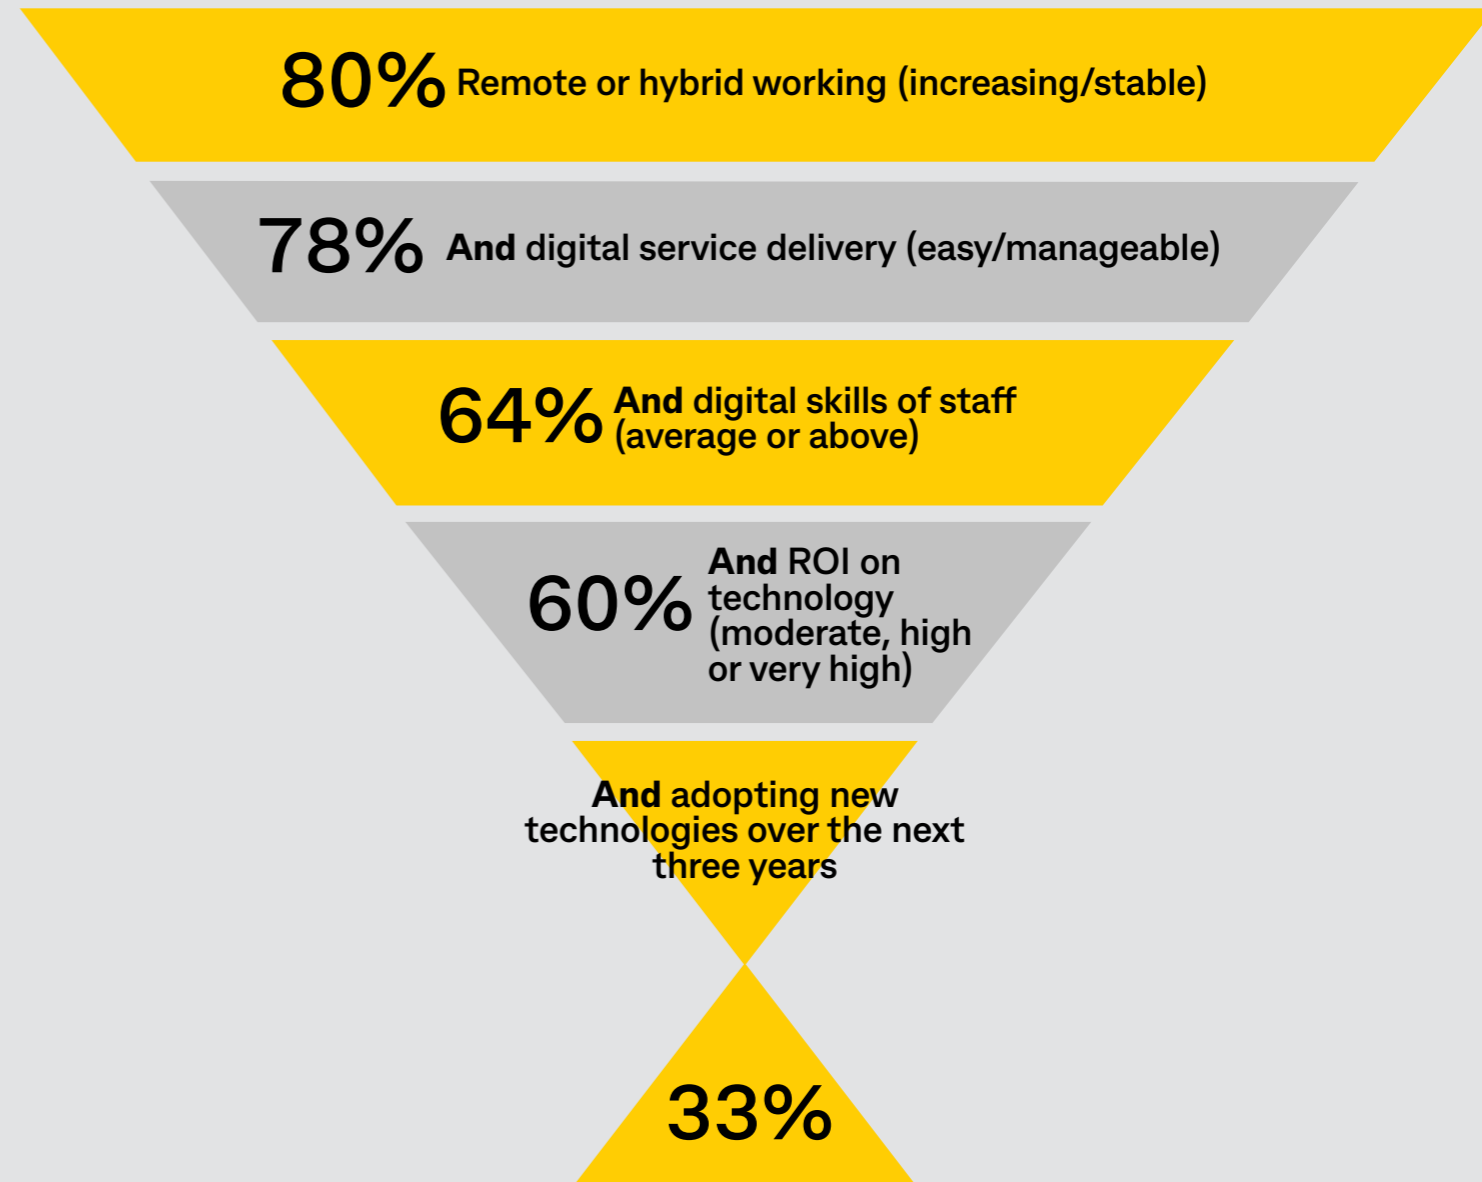 80% Remote or hybrid working (increasing/stable)
78% And digital service delivery (easy/manageable)
64% And digital skills of staff
(average or above)
60% And ROI on
technology
(moderate, high
or very high)
And adopting new
technologies over the next
three years
33%